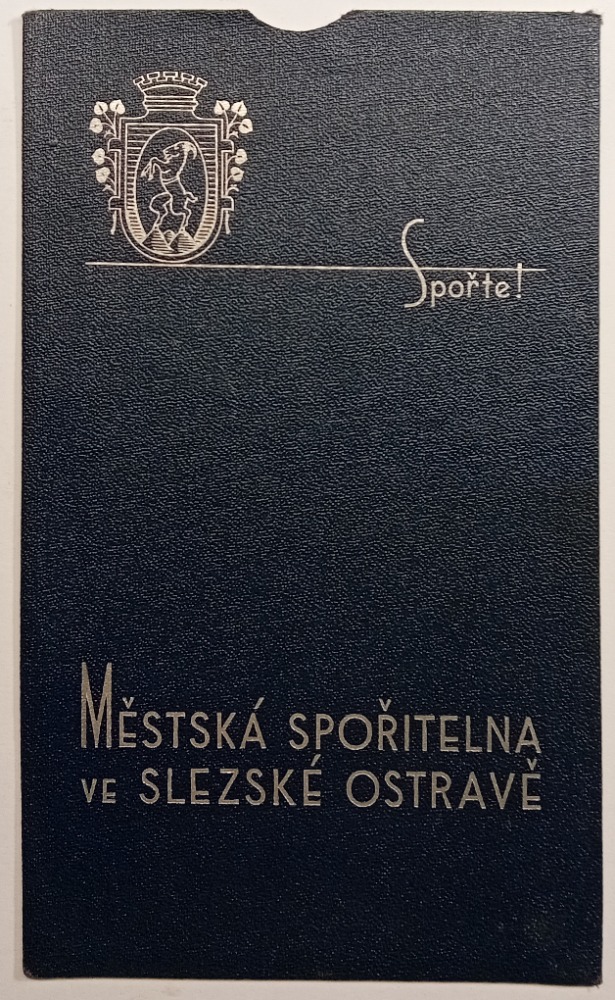 Spořte!
MĚSTSKÁ SPOŘITELNA
VE SLEZSKÉ OSTRAVĚ